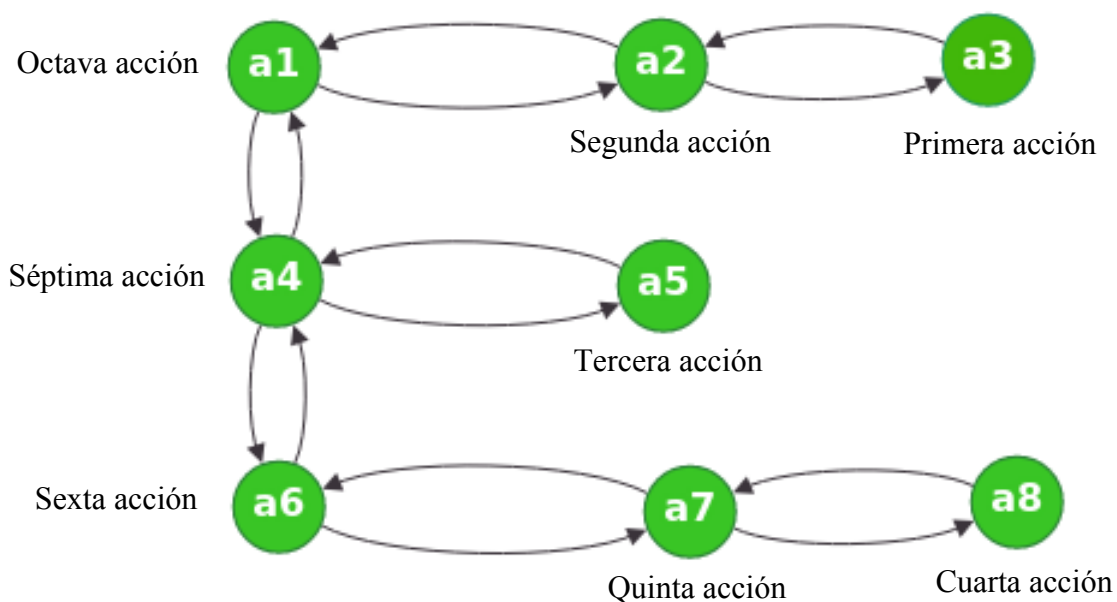 a1
a2
a3
Octava acción
Segunda acción
Primera acción
a4
a5
Séptima acción
Tercera acción
a6
a7
a8
Sexta acción
Quinta acción
Cuarta acción